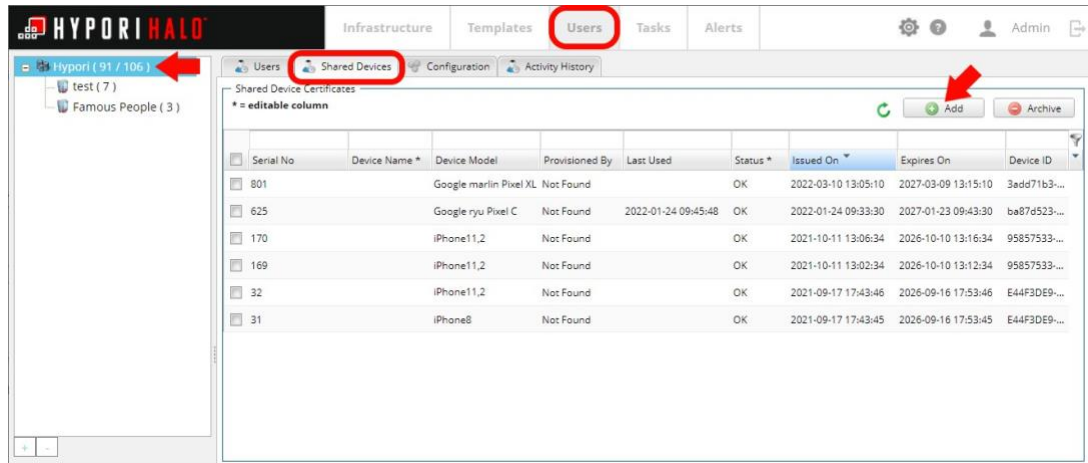 HYPORI HALO
Infrastructure Templates Users Tasks Alerts Admin
Hypori ( 91 / 106 )
test ( 7 )
Famous People ( 3 )
Users Shared Devices Configuration Activity History
Shared Device Certificates
* = editable column
Add Archive
Serial No Device Name * Device Model Provisioned By Last Used Status * Issued On Expires On Device ID
801 Google marlin Pixel XL Not Found OK 2022-03-10 13:05:10 2027-03-09 13:15:10 3add71b3-...
625 Google ryu Pixel C Not Found 2022-01-24 09:45:48 OK 2022-01-24 09:33:30 2027-01-23 09:43:30 ba87d523-...
170 iPhone11,2 Not Found OK 2021-10-11 13:06:34 2026-10-10 13:16:34 95857533-...
169 iPhone11,2 Not Found OK 2021-10-11 13:02:34 2026-10-10 13:12:34 95857533-...
32 iPhone11,2 Not Found OK 2021-09-17 17:43:46 2026-09-16 17:53:46 E44F3DE9-...
31 iPhone8 Not Found OK 2021-09-17 17:43:45 2026-09-16 17:53:45 E44F3DE9-...